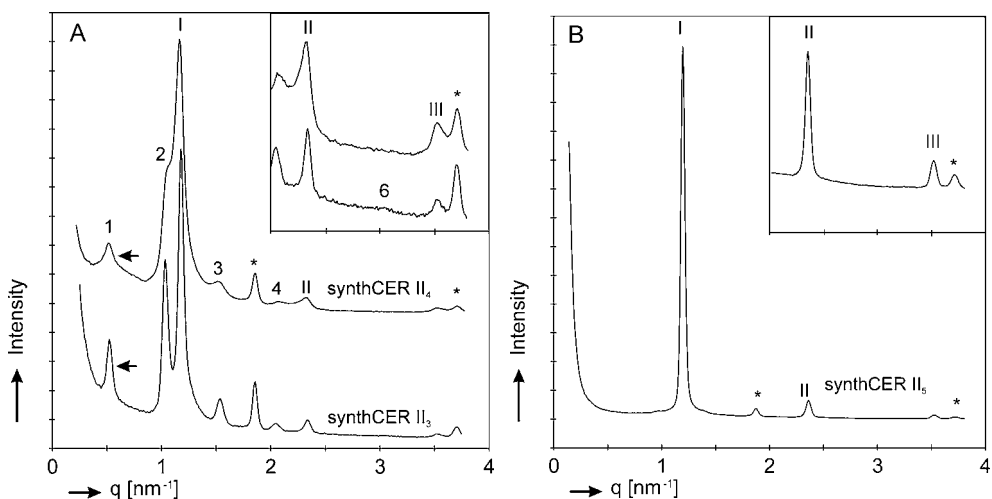 A
I
2
1
3
*
4
II
*
synthCER II₄
synthCER II₃
II
III
*
6
Intensity
0
1
2
3
4
q [nm⁻¹]
B
I
II
III
*
*
II
*
synthCER II₅
Intensity
0
1
2
3
4
q [nm⁻¹]